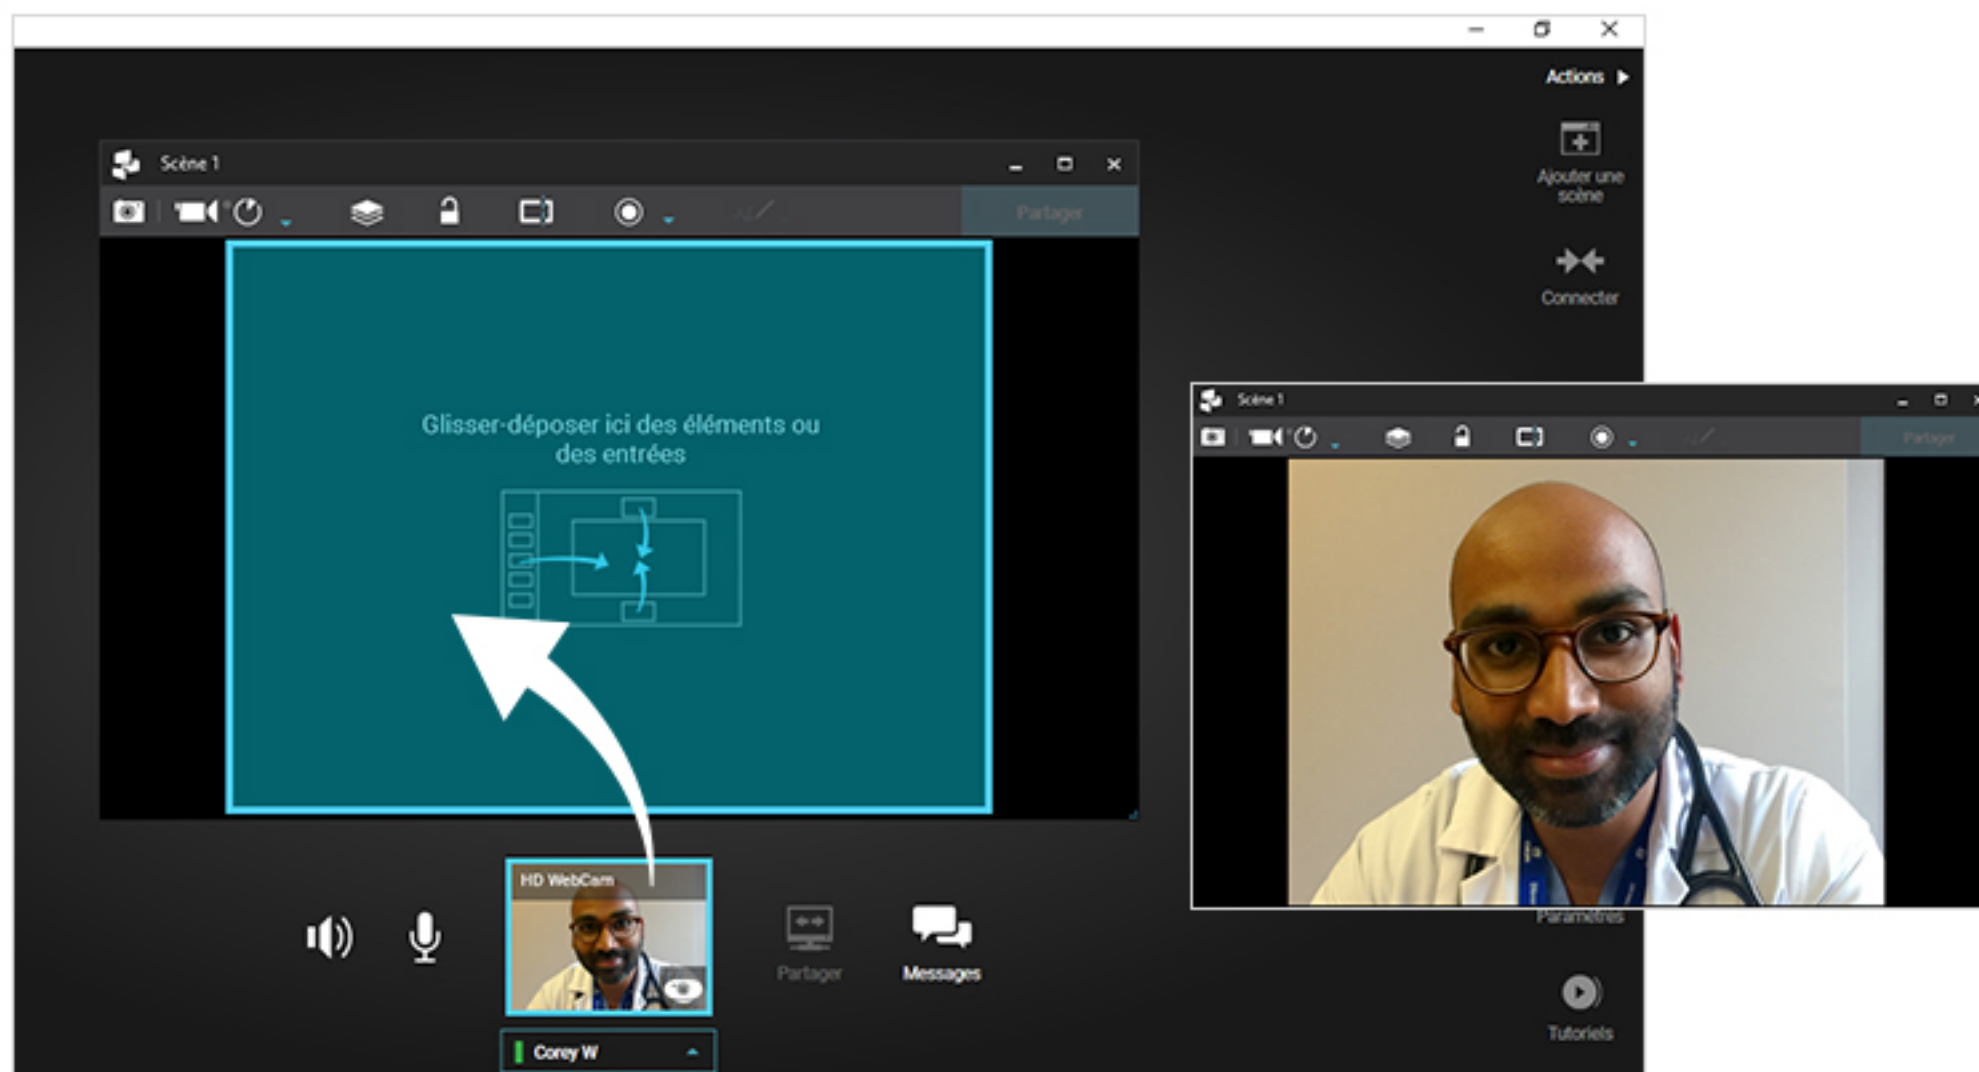 Actions
Scène 1
Ajouter une
scène
Partager
Connecter
Glisser-déposer ici des éléments ou
des entrées
Scène 1
Partager
HD WebCam
Paramètres
Partager
Messages
Tutoriels
Corey W